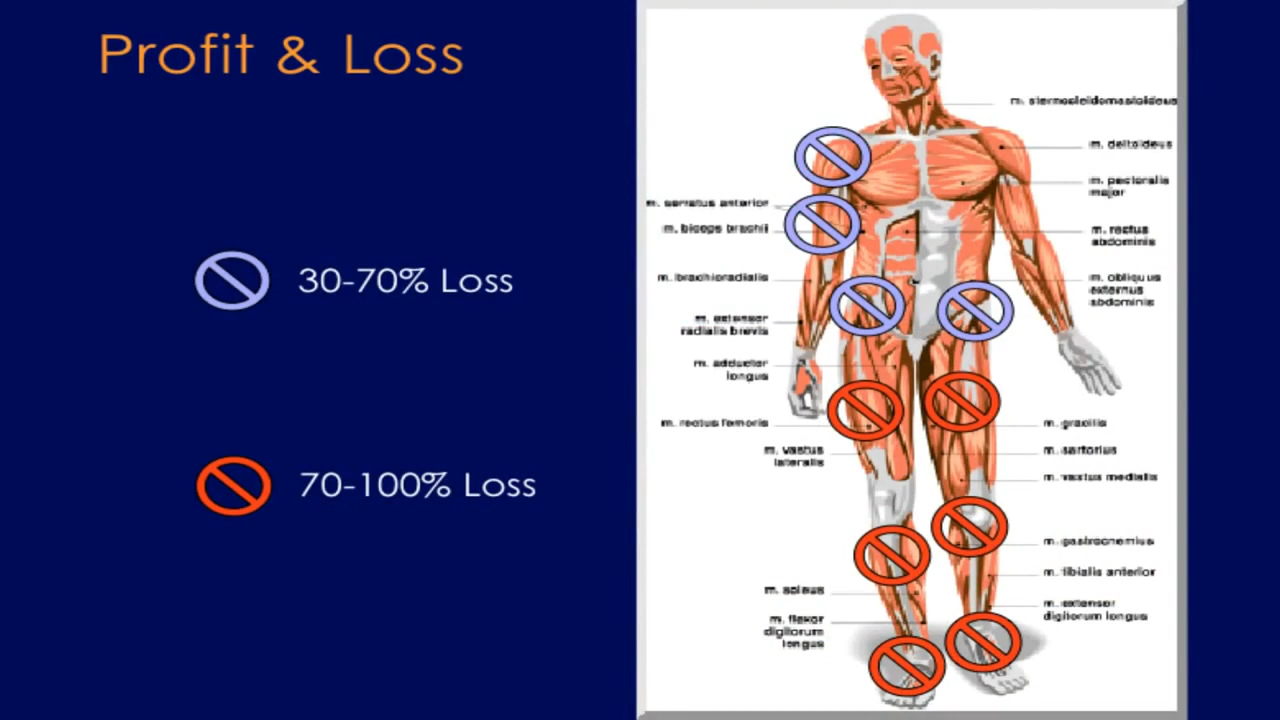 Profit & Loss
30-70% Loss
70-100% Loss
m. sternocleidomastoideus
m. deltoideus
m. pectoralis
major
m. serratus anterior
m. biceps brachii
m. rectus
abdominis
m. brachioradialis
m. obliquus
externus
abdominis
m. extensor
radialis brevis
m. adductor
longus
m. rectus femoris
m. gracilis
m. vastus
lateralis
m. sartorius
m. vastus medialis
m. gastrocnemius
m. tibialis anterior
m. soleus
m. extensor
digitorum longus
m. flexor
digitorum
longus